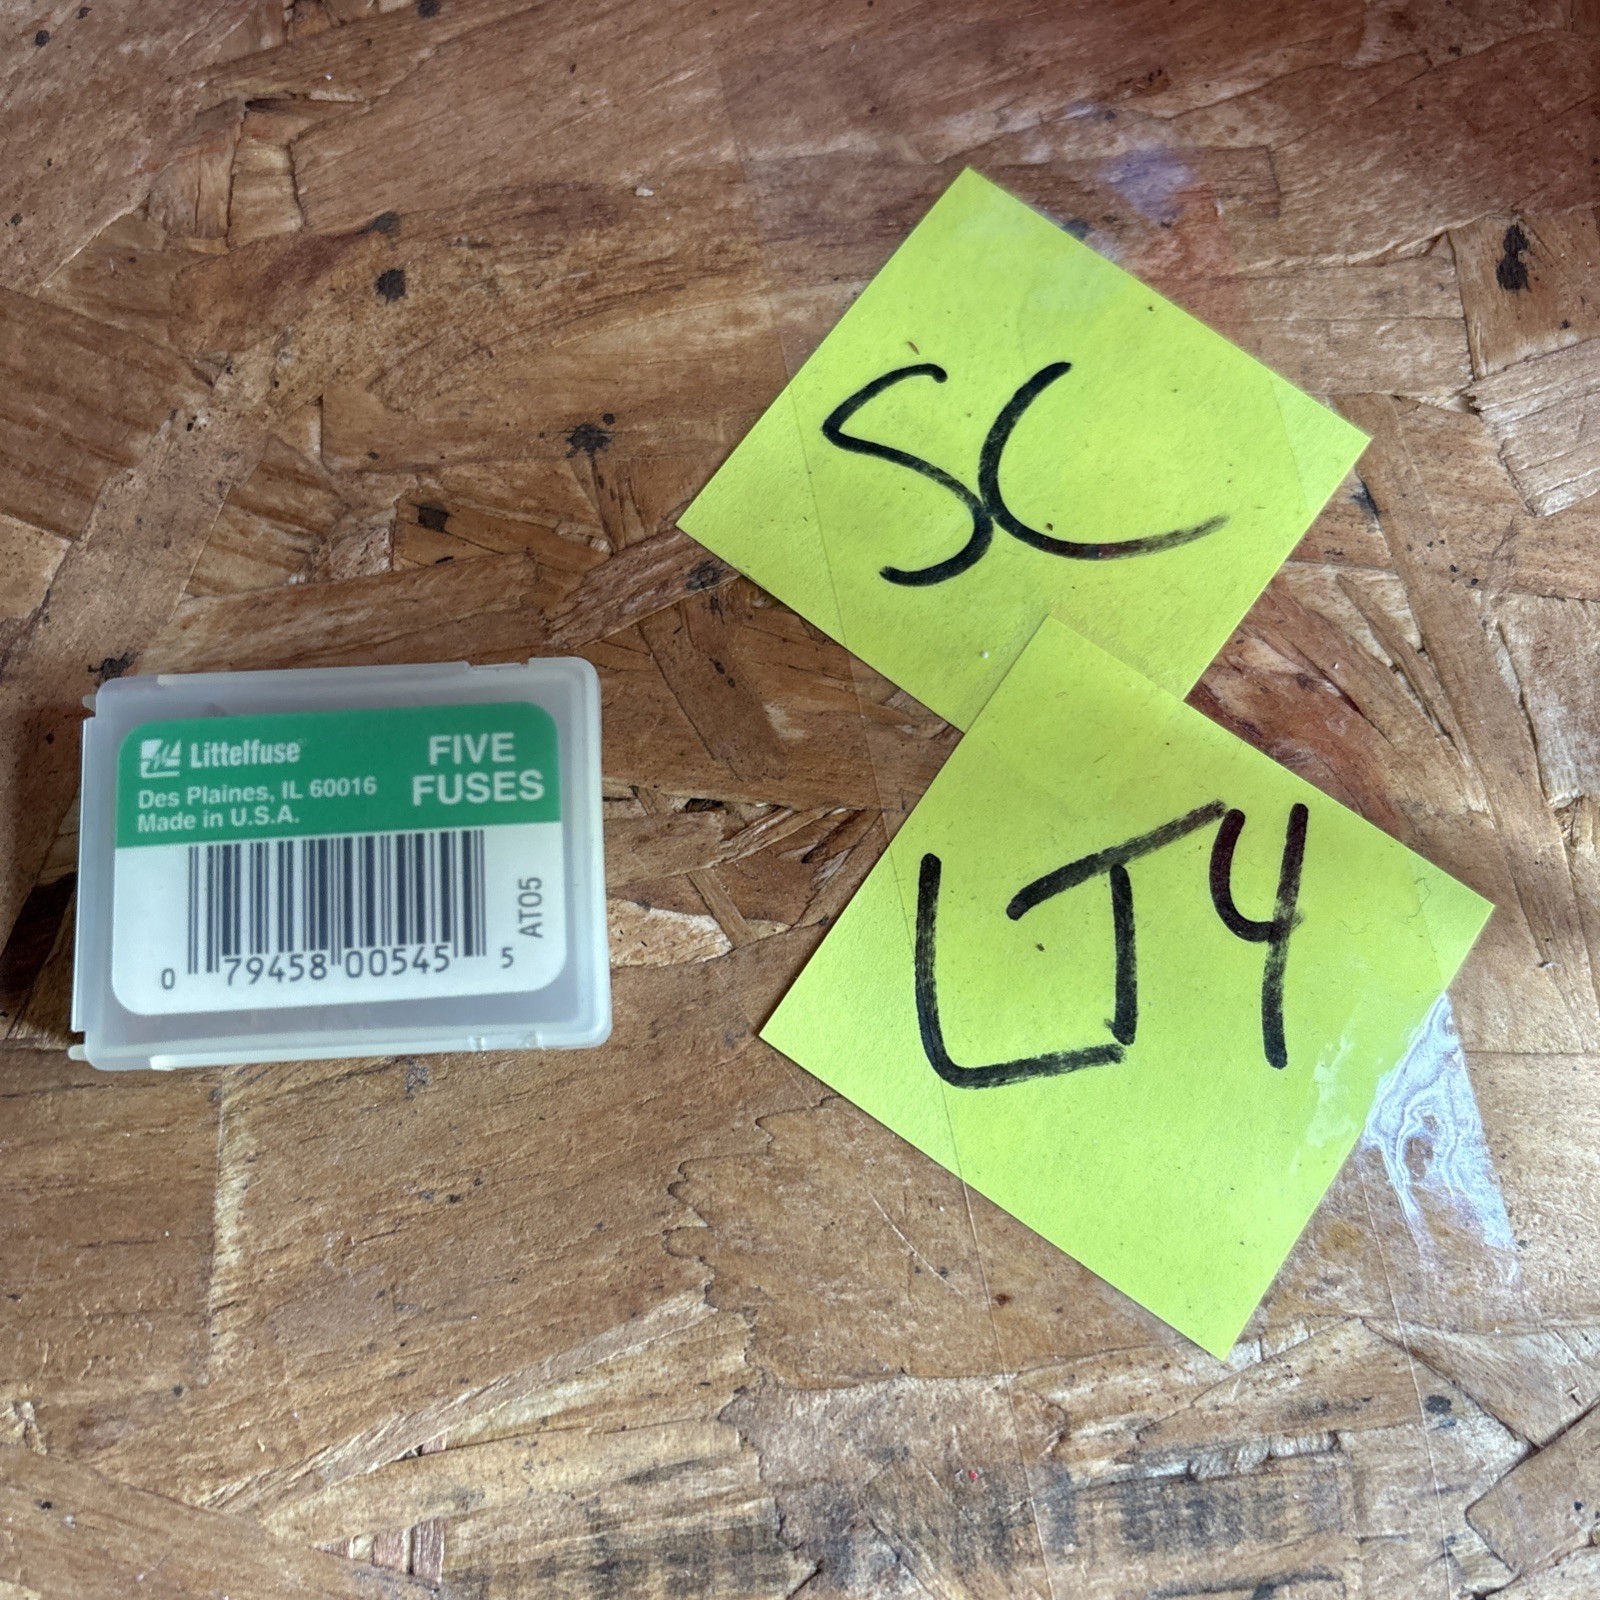 Littelfuse
Des Plaines, IL 60016
Made in U.S.A.
FIVE
FUSES
0 79458 00545 5
AT05
SC
LJ4